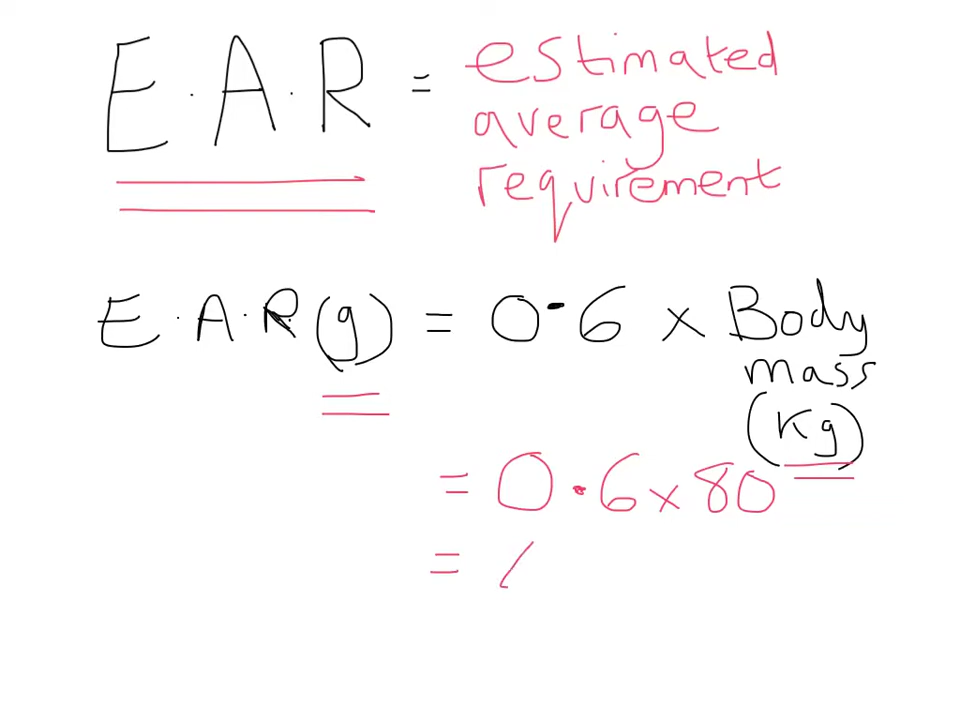 E.A.R = estimated
average
requirement
E.A.R (g) = 0.6 x Body
mass
(Kg)
= 0.6 x 80
=